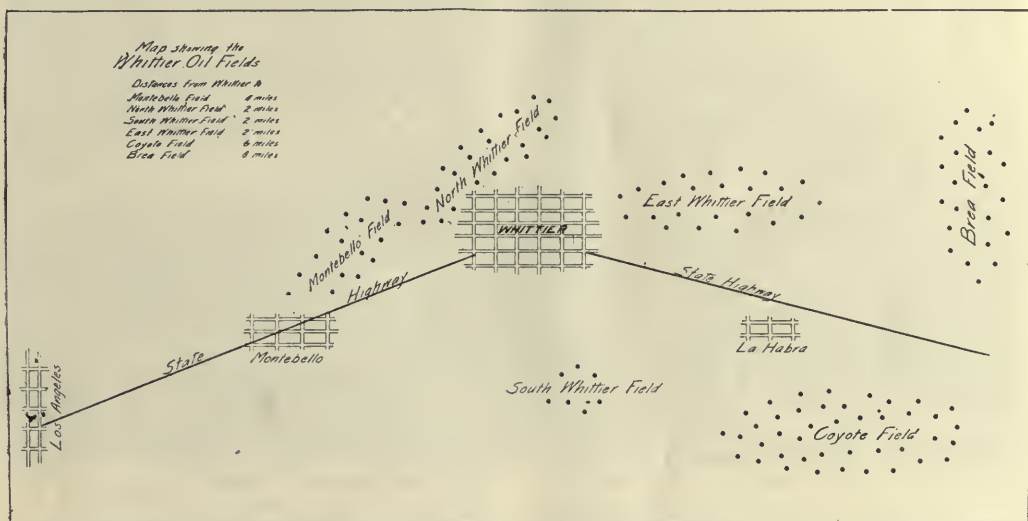 Map showing the
Whittier Oil Fields
Distances from Whittier to
Montebello Field 4 miles
North Whittier Field 2 miles
South Whittier Field 2 miles
East Whittier Field 2 miles
Coyote Field 6 miles
Brea Field 8 miles
North Whittier Field
Brea Field
East Whittier Field
Montebello Field
WHITTIER
State Highway
State Highway
Montebello
La Habra
Los Angeles
South Whittier Field
Coyote Field